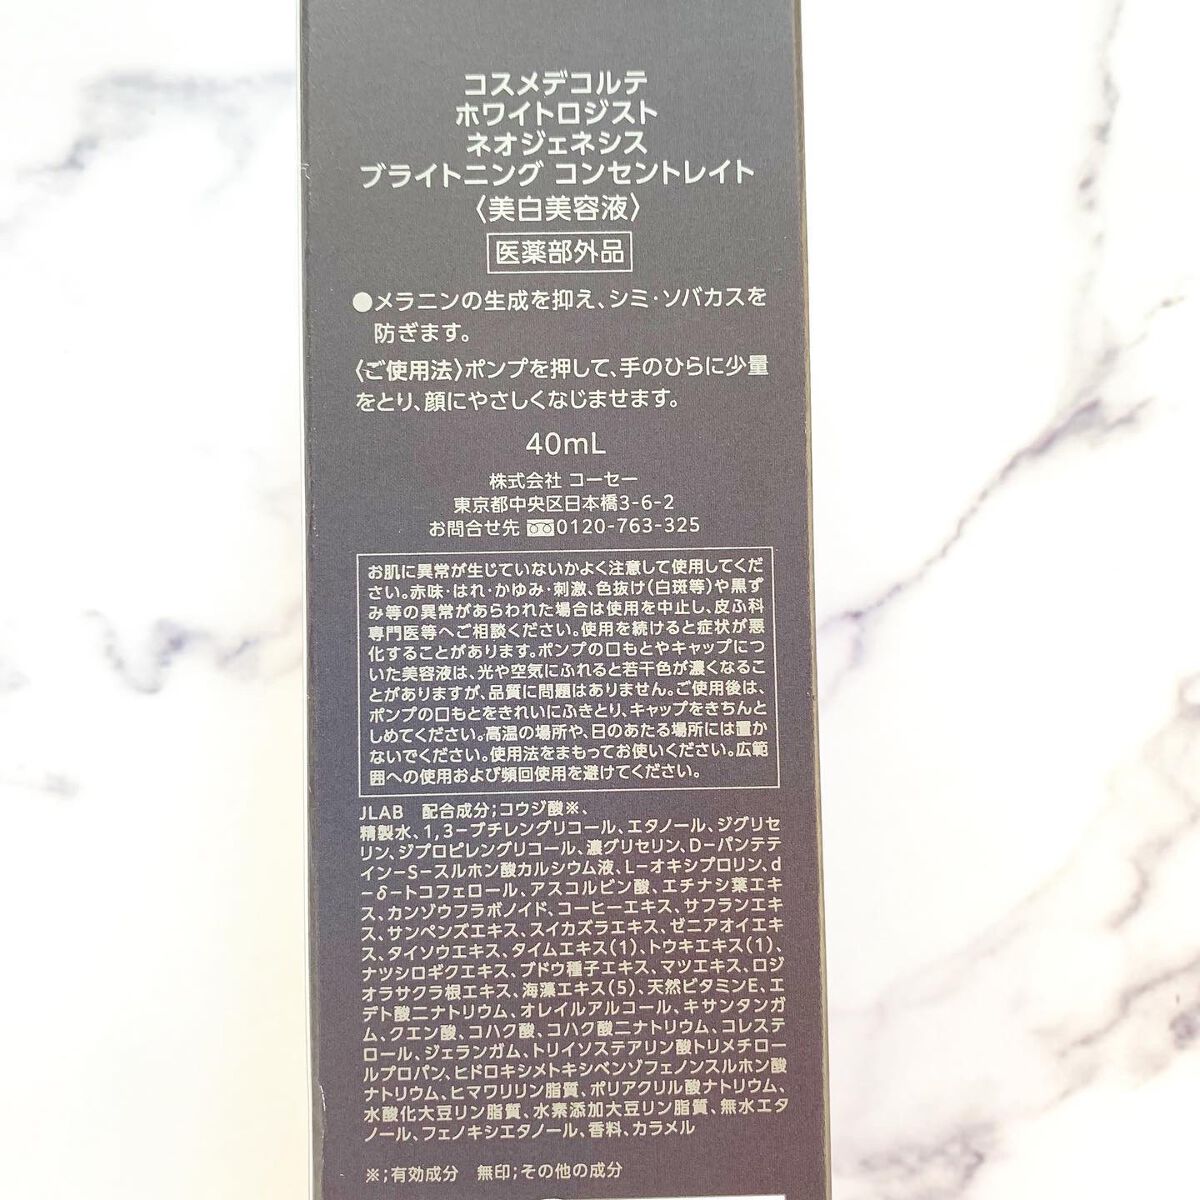 コスメデコルテ
ホワイトロジスト
ネオジェネシス
ブライトニング コンセントレイト
〈美白美容液〉
医薬部外品
●メラニンの生成を抑え、シミ・ソバカスを
防ぎます。
〈ご使用法〉ポンプを押して、手のひらに少量
をとり、顔にやさしくなじませます。
40mL
株式会社 コーセー
東京都中央区日本橋3-6-2
お問合せ先 0120-763-325
お肌に異常が生じていないかよく注意して使用してくだ
さい。赤味・はれ・かゆみ・刺激、色抜け(白斑等)や黒ず
み等の異常があらわれた場合は使用を中止し、皮ふ科
専門医等へご相談ください。使用を続けると症状が悪
化することがあります。ポンプの口もとやキャップにつ
いた美容液は、光や空気にふれると若干色が濃くなるこ
とがありますが、品質に問題はありません。ご使用後は、
ポンプの口もとをきれいにふきとり、キャップをきちんと
しめてください。高温の場所や、日のあたる場所には置か
ないでください。使用法をまもってお使いください。広範
囲への使用および頻回使用を避けてください。
JLAB 配合成分；コウジ酸※、
精製水、1,3－ブチレングリコール、エタノール、ジグリセ
リン、ジプロピレングリコール、濃グリセリン、D－パンテテ
イン－S－スルホン酸カルシウム液、L－オキシプロリン、d
－δ－トコフェロール、アスコルビン酸、エチナシ葉エキ
ス、カンゾウフラボノイド、コーヒーエキス、サフランエキ
ス、サンペンズエキス、スイカズラエキス、ゼニアオイエキ
ス、タイソウエキス、タイムエキス(1)、トウキエキス(1)、
ナツシロギクエキス、ブドウ種子エキス、マツエキス、ロジ
オラサクラ根エキス、海藻エキス(5)、天然ビタミンE、エ
デト酸二ナトリウム、オレイルアルコール、キサンタンガ
ム、クエン酸、コハク酸、コハク酸二ナトリウム、コレステ
ロール、ジェランガム、トリイソステアリン酸トリメチロー
ルプロパン、ヒドロキシメトキシベンゾフェノンスルホン酸
ナトリウム、ヒマワリリン脂質、ポリアクリル酸ナトリウム、
水酸化大豆リン脂質、水素添加大豆リン脂質、無水エタ
ノール、フェノキシエタノール、香料、カラメル
※；有効成分 無印；その他の成分